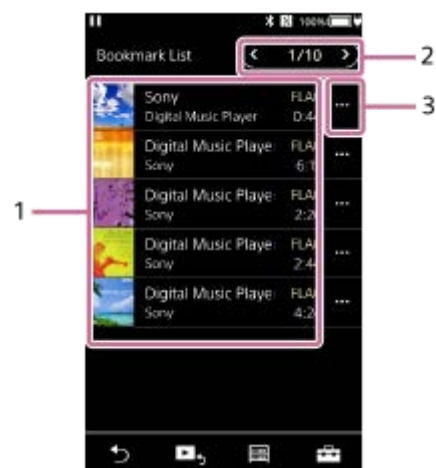 100%
Bookmark List < 1/10 > 2
Sony FLA ... 3
Digital Music Player 0:4
Digital Music Playe FLA ...
Sony 6:1
1 Digital Music Playe FLA ...
Sony 2:2
Digital Music Playe FLA ...
Sony 2:4
Digital Music Playe FLA ...
Sony 4:2